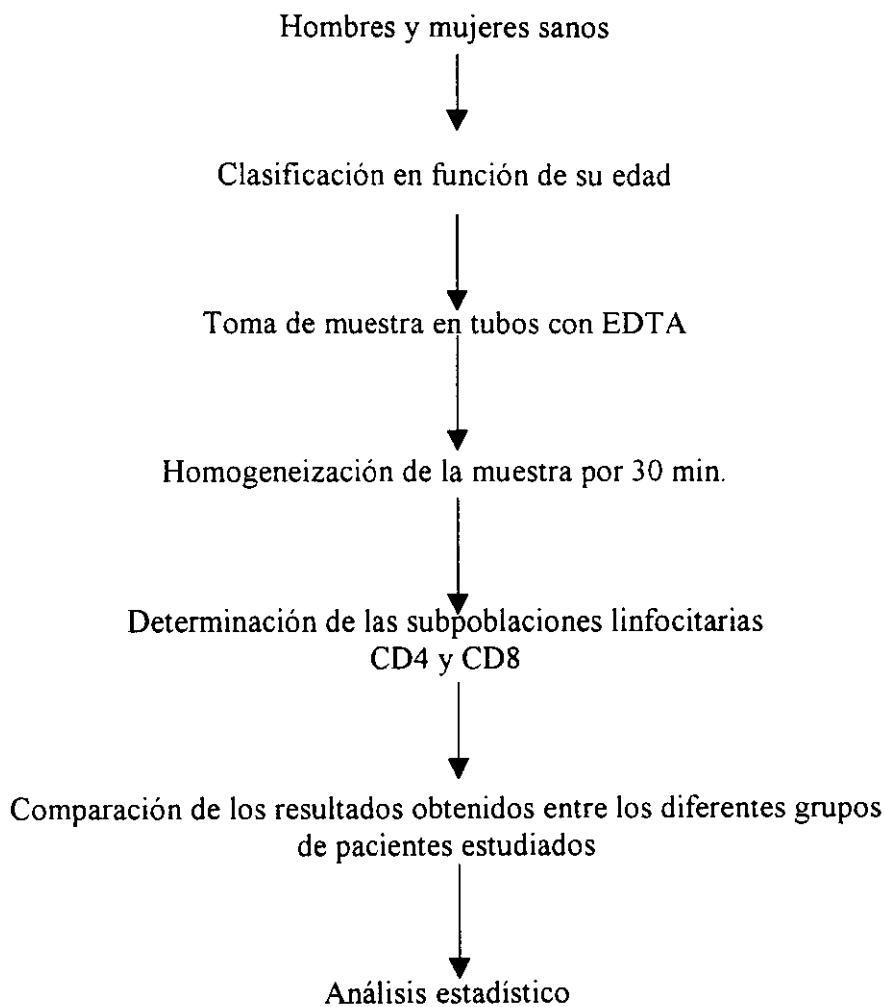 Hombres y mujeres sanos
Clasificación en función de su edad
Toma de muestra en tubos con EDTA
Homogeneización de la muestra por 30 min.
Determinación de las subpoblaciones linfocitarias
CD4 y CD8
Comparación de los resultados obtenidos entre los diferentes grupos
de pacientes estudiados
Análisis estadístico